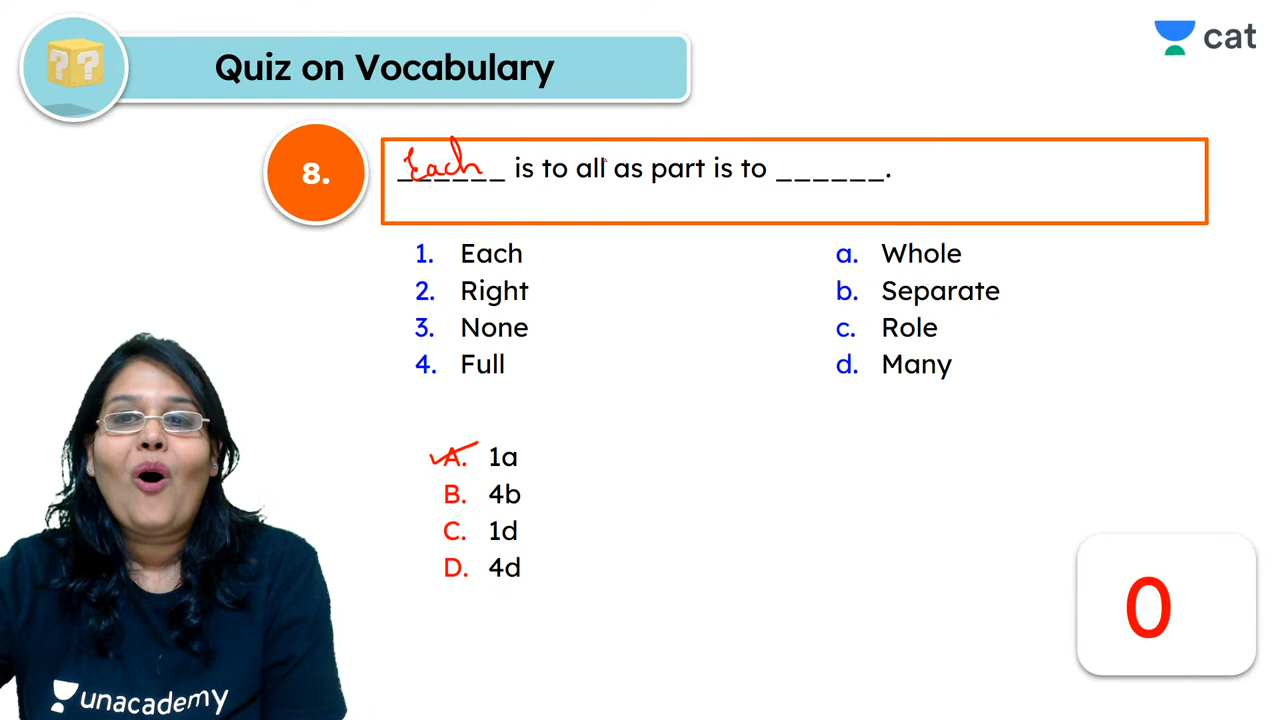 cat
Quiz on Vocabulary
8.
Each
______ is to all as part is to ______.
1. Each
2. Right
3. None
4. Full
a. Whole
b. Separate
c. Role
d. Many
A. 1a
B. 4b
C. 1d
D. 4d
0
unacademy
? ?